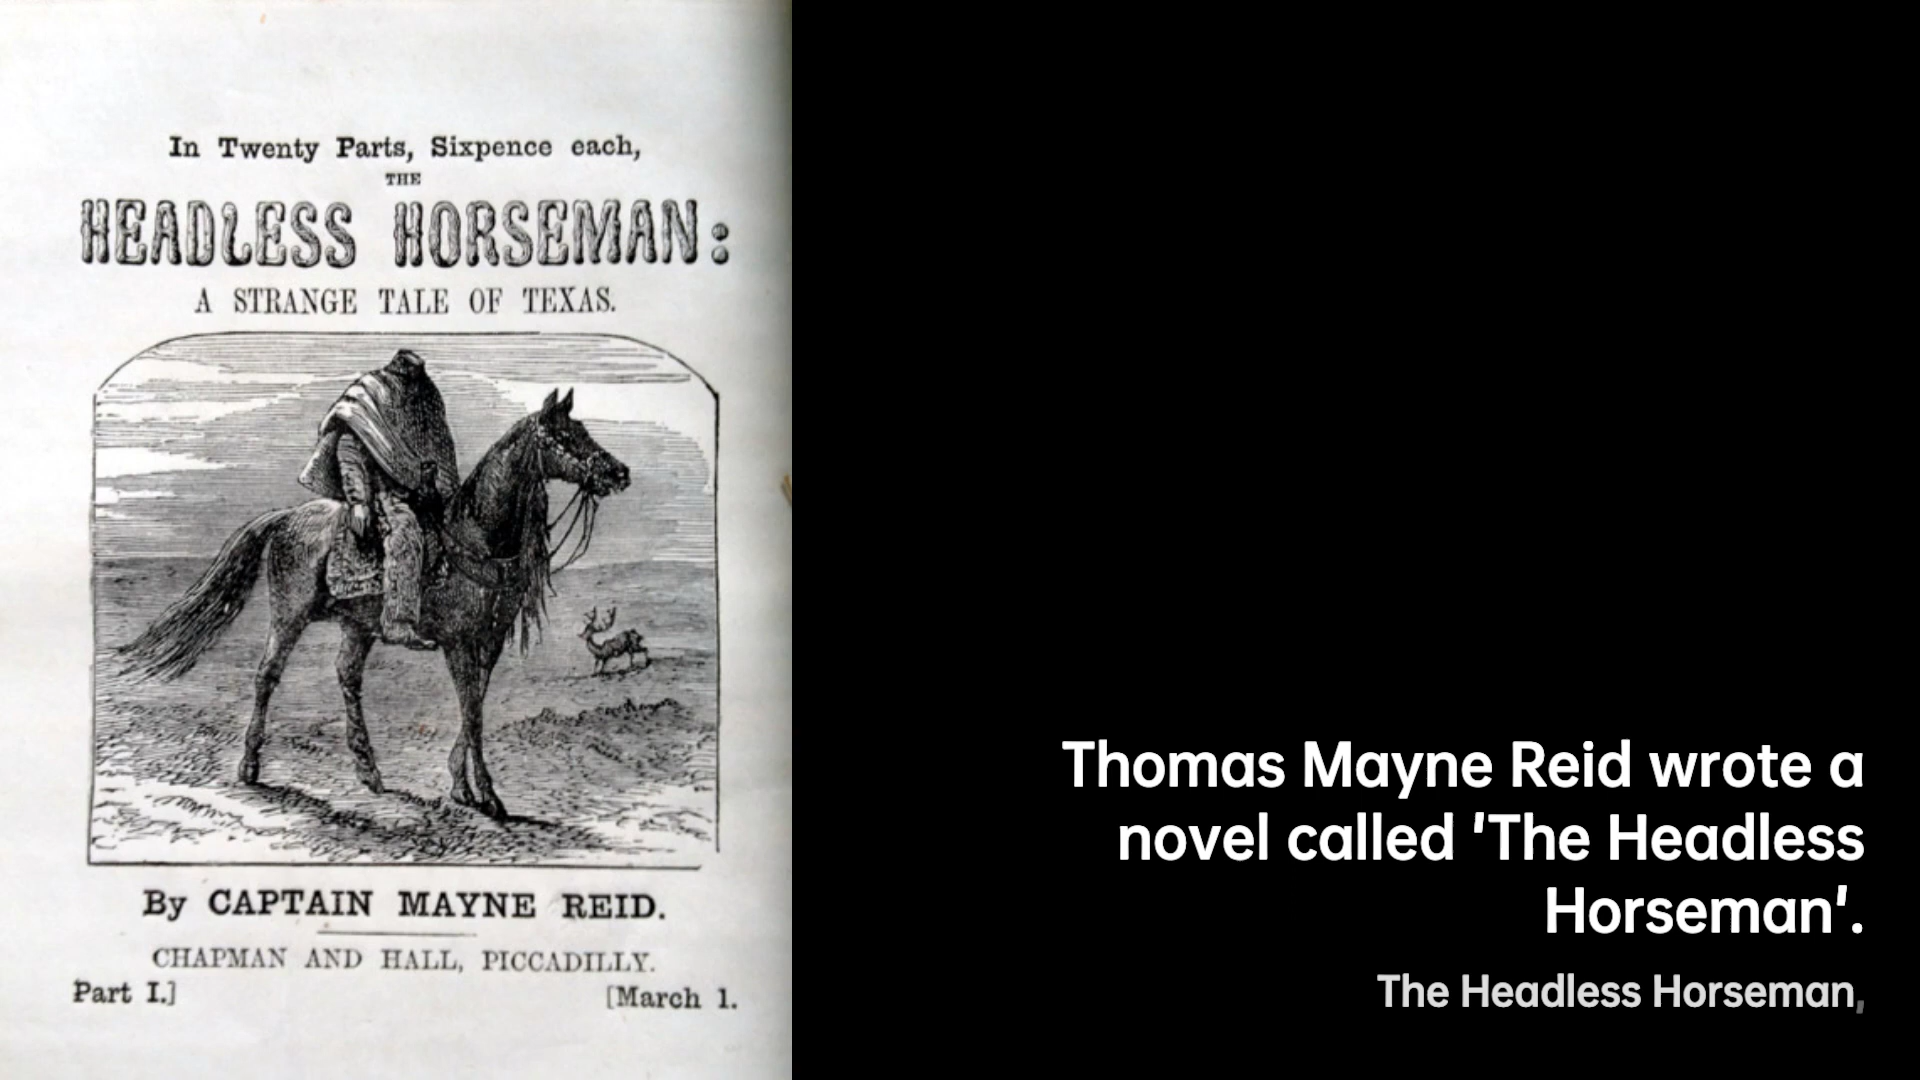 In Twenty Parts, Sixpence each,
THE
HEADLESS HORSEMAN:
A STRANGE TALE OF TEXAS.
By CAPTAIN MAYNE REID.
CHAPMAN AND HALL, PICCADILLY.
Part I.]
[March 1.
Thomas Mayne Reid wrote a
novel called 'The Headless
Horseman'.
The Headless Horseman,